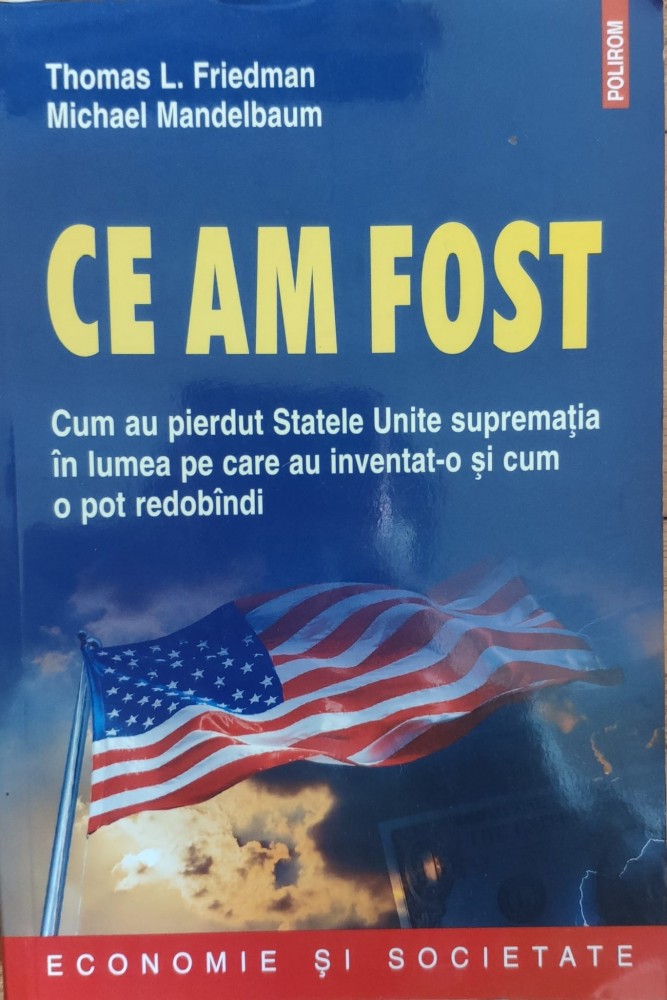 Thomas L. Friedman
Michael Mandelbaum
POLIROM
CE AM FOST
Cum au pierdut Statele Unite supremaţia
în lumea pe care au inventat-o şi cum
o pot redobîndi
ECONOMIE ŞI SOCIETATE